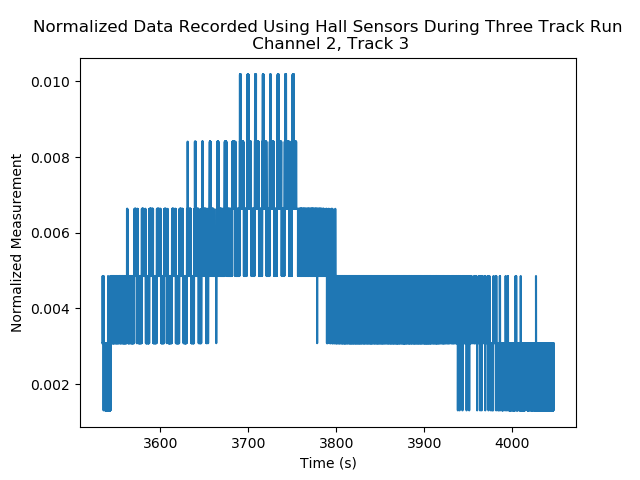 Normalized Data Recorded Using Hall Sensors During Three Track Run
Channel 2, Track 3
0.010
0.008
0.006
0.004
0.002
Normalized Measurement
3600 3700 3800 3900 4000
Time (s)